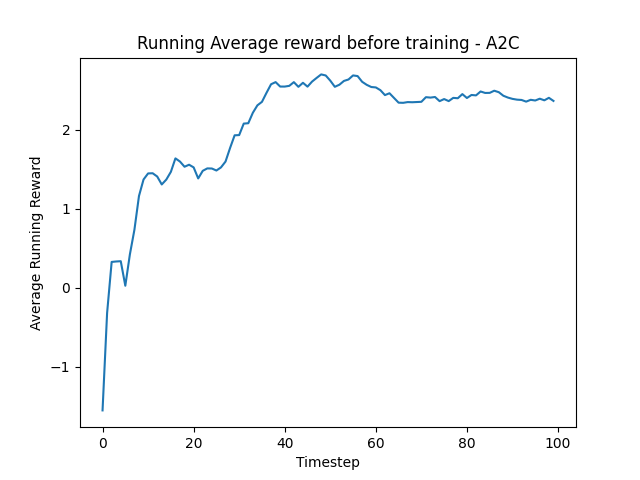 Running Average reward before training - A2C
Average Running Reward
2
1
0
−1
0 20 40 60 80 100
Timestep